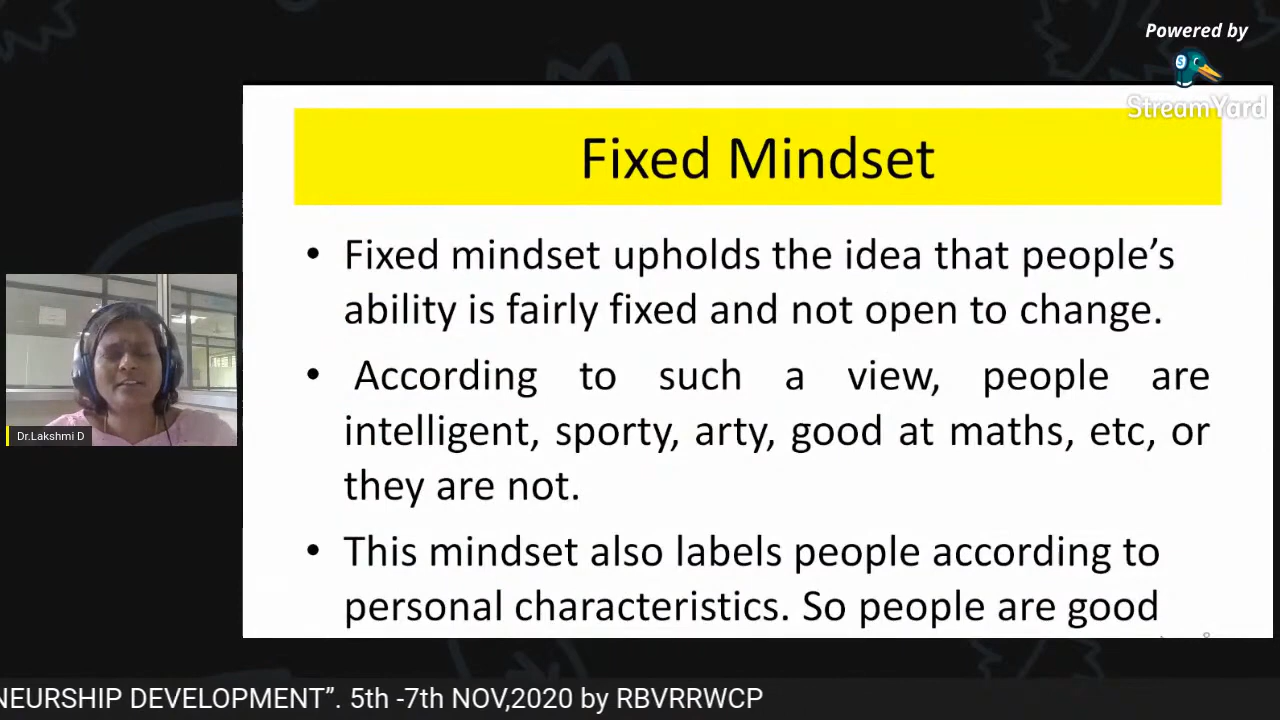 Powered by
StreamYard
Fixed Mindset
• Fixed mindset upholds the idea that people’s
ability is fairly fixed and not open to change.
• According to such a view, people are
intelligent, sporty, arty, good at maths, etc, or
they are not.
• This mindset also labels people according to
personal characteristics. So people are good
Dr.Lakshmi D
NEURSHIP DEVELOPMENT”. 5th -7th NOV,2020 by RBVRRWCP